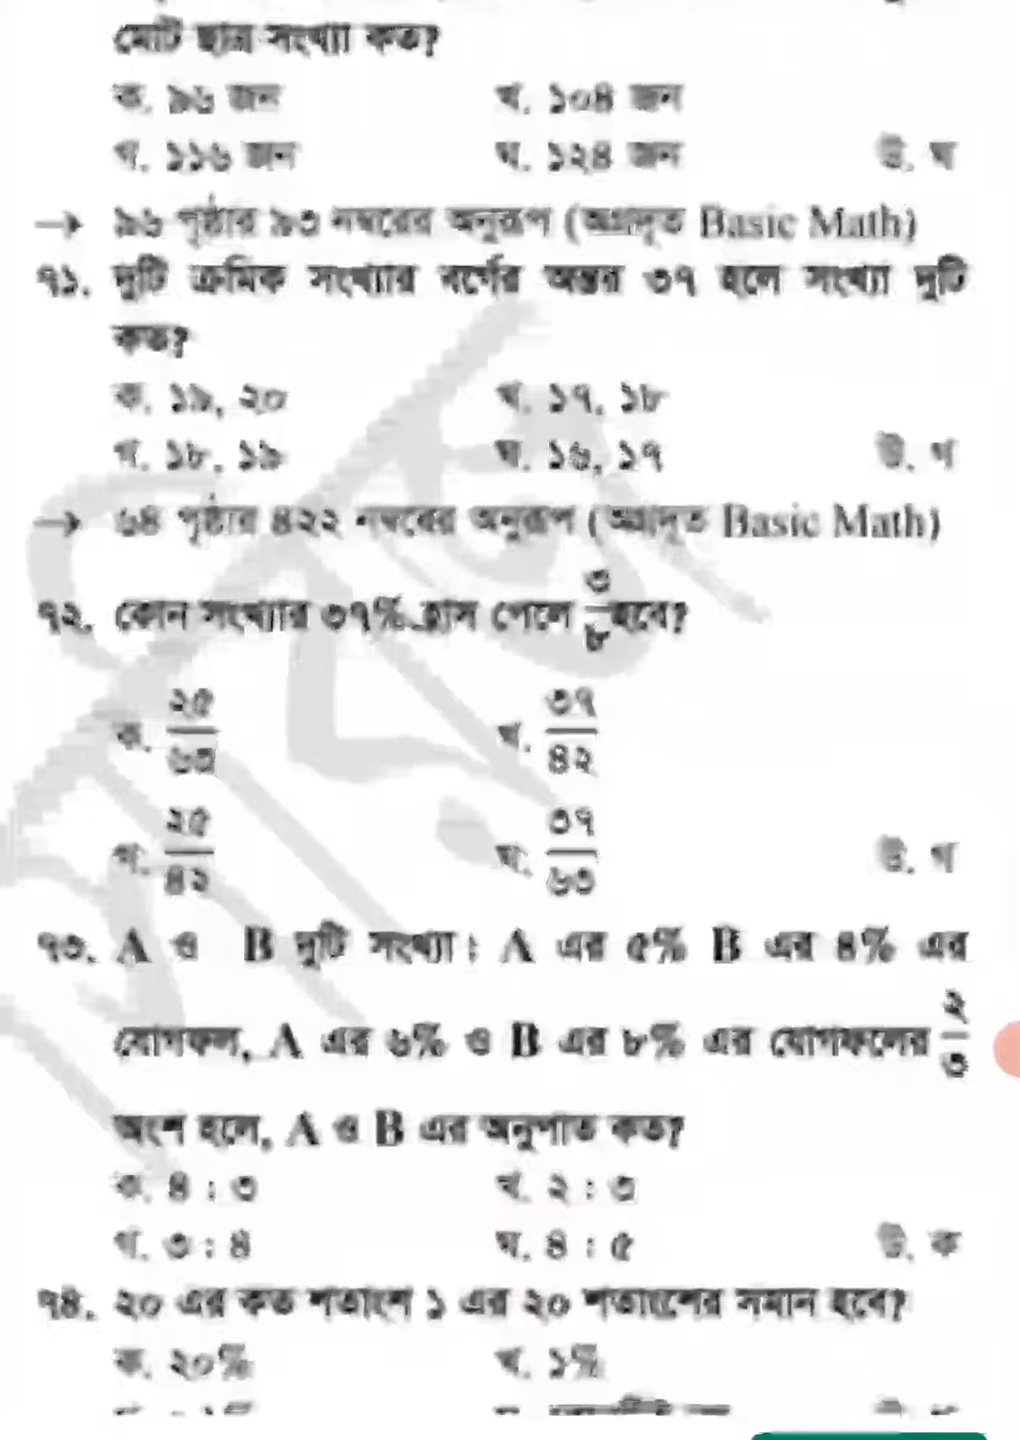 মোট ছাত্র সংখ্যা কত?
ক. ৯৬ জন খ. ১০৪ জন
গ. ১১৬ জন ঘ. ১২৪ জন উ. ঘ
→ ৯৬ পৃষ্ঠার ৯৩ নম্বরের অনুরূপ (অগ্রদূত Basic Math)
৭১. দুটি ক্রমিক সংখ্যার বর্গের অন্তর ৩৭ হলে সংখ্যা দুটি
কত?
ক. ১৯, ২০ খ. ১৭, ১৮
গ. ১৮, ১৯ ঘ. ১৬, ১৭ উ. গ
→ ৬৪ পৃষ্ঠার ৪২২ নম্বরের অনুরূপ (অগ্রদূত Basic Math)
৭২. কোন সংখ্যার ৩৭% হ্রাস পেলে ৩/৮ হবে?
ক. ২৫/৬৩ খ. ৩৭/৪২
গ. ২৫/৪২ ঘ. ৩৭/৬৩ উ. গ
৭৩. A ও B দুটি সংখ্যা। A এর ৫% B এর ৪% এর
যোগফল, A এর ৬% ও B এর ৮% এর যোগফলের ২/৩
অংশ হলে, A ও B এর অনুপাত কত?
ক. ৪ : ৩ খ. ২ : ৩
গ. ৩ : ৪ ঘ. ৪ : ৫ উ. ক
৭৪. ২০ এর কত শতাংশ ১ এর ২০ শতাংশের সমান হবে?
ক. ২০% খ. ১%